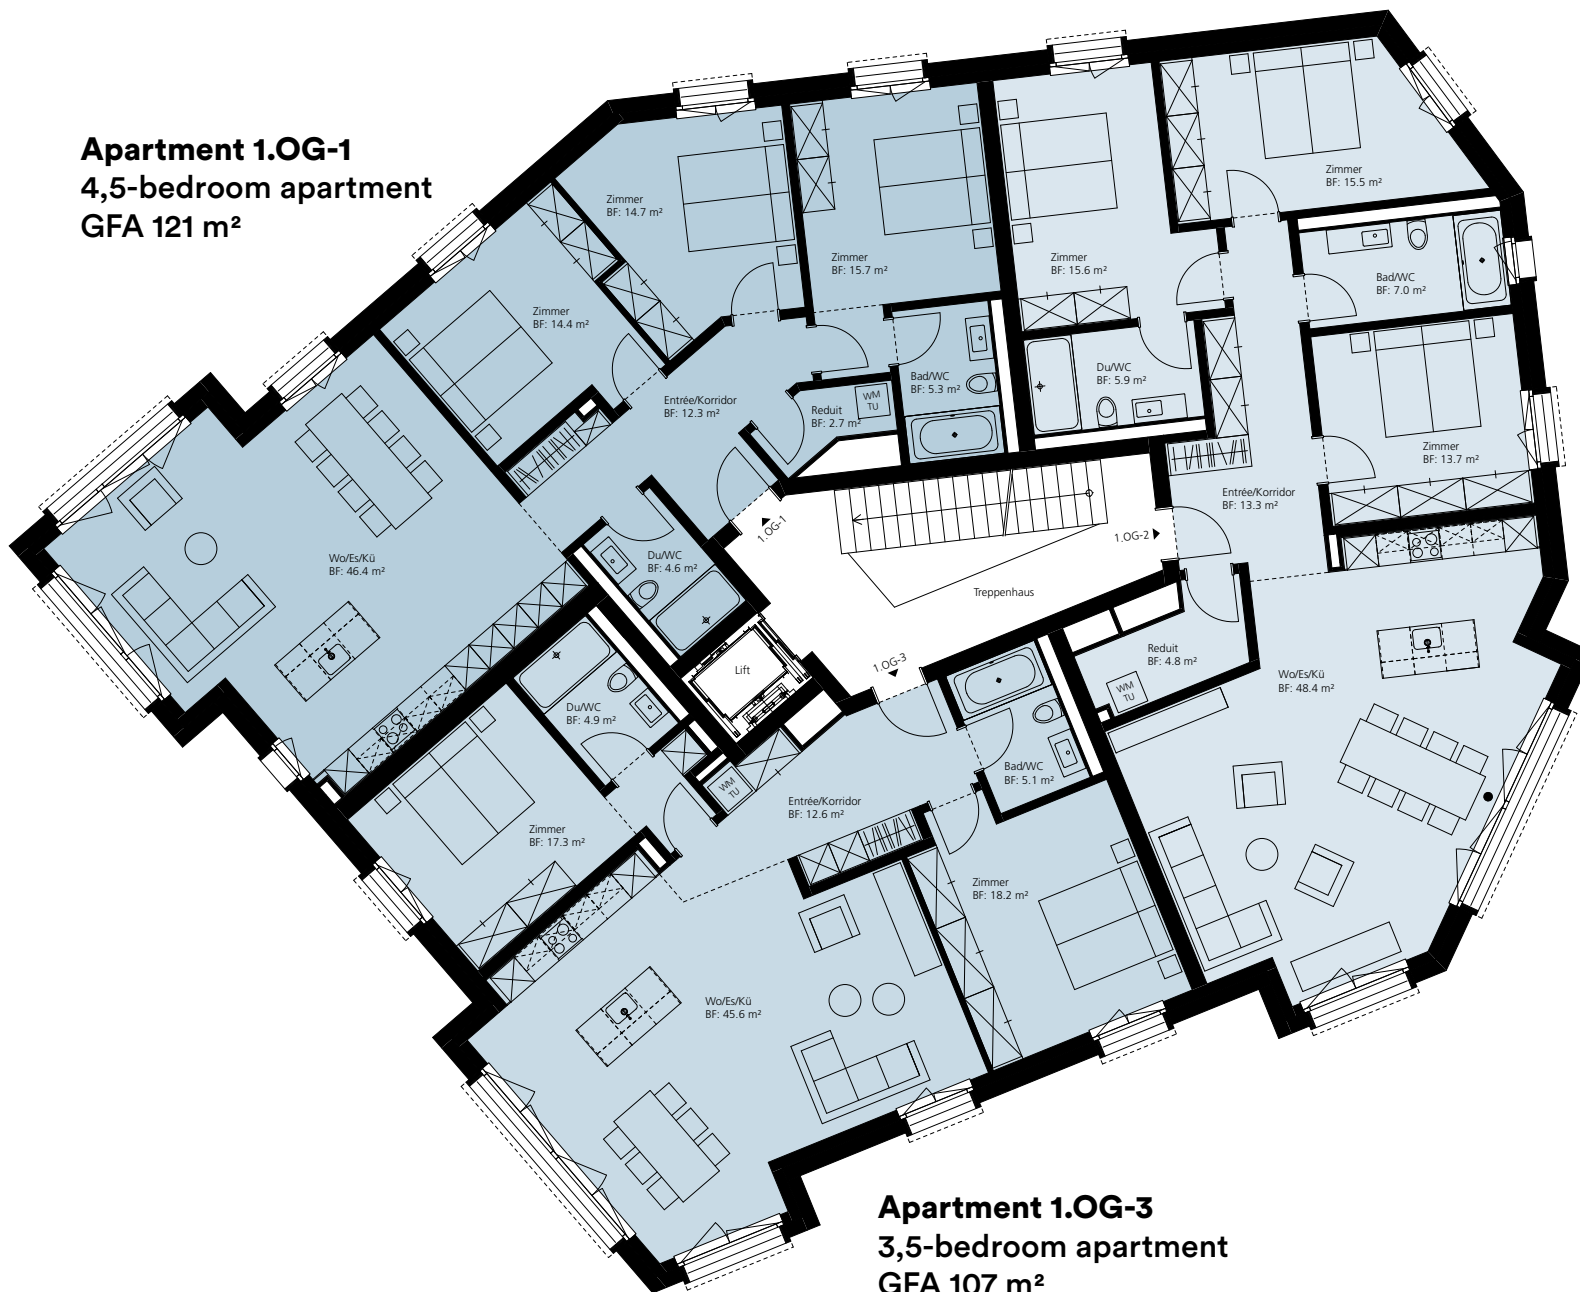 Apartment 1.OG-1
4,5-bedroom apartment
GFA 121 m²
Zimmer
BF: 14.7 m²
Zimmer
BF: 15.7 m²
Zimmer
BF: 14.4 m²
Zimmer
BF: 15.6 m²
Zimmer
BF: 15.5 m²
Bad/WC
BF: 7.0 m²
Bad/WC
BF: 5.3 m²
Du/WC
BF: 5.9 m²
Entrée/Korridor
BF: 12.3 m²
Reduit
BF: 2.7 m²
WM
TU
Zimmer
BF: 13.7 m²
Entrée/Korridor
BF: 13.3 m²
1.OG-1
1.OG-2
Wo/Es/Kü
BF: 46.4 m²
Du/WC
BF: 4.6 m²
Treppenhaus
1.OG-3
Lift
Reduit
BF: 4.8 m²
WM
TU
Wo/Es/Kü
BF: 48.4 m²
Du/WC
BF: 4.9 m²
WM
TU
Bad/WC
BF: 5.1 m²
Entrée/Korridor
BF: 12.6 m²
Zimmer
BF: 17.3 m²
Zimmer
BF: 18.2 m²
Wo/Es/Kü
BF: 45.6 m²
Apartment 1.OG-3
3,5-bedroom apartment
GFA 107 m²